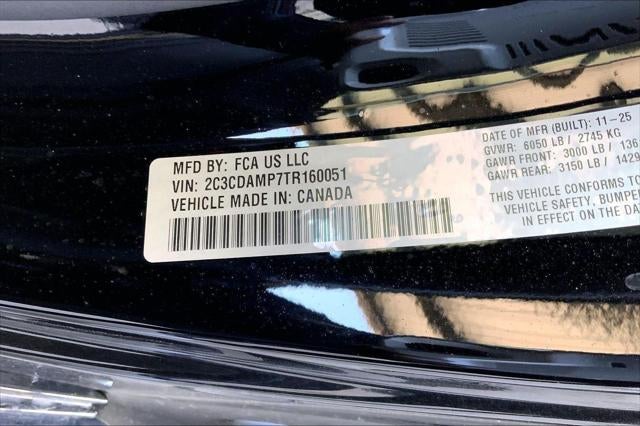 MFD BY: FCA US LLC
VIN: 2C3CDAMP7TR160051
VEHICLE MADE IN: CANADA
DATE OF MFR (BUILT): 11-25
GVWR: 6050 LB / 2745 KG
GAWR FRONT: 3000 LB / 136
GAWR REAR: 3150 LB / 142
THIS VEHICLE CONFORMS TO
VEHICLE SAFETY, BUMPER
IN EFFECT ON THE DA